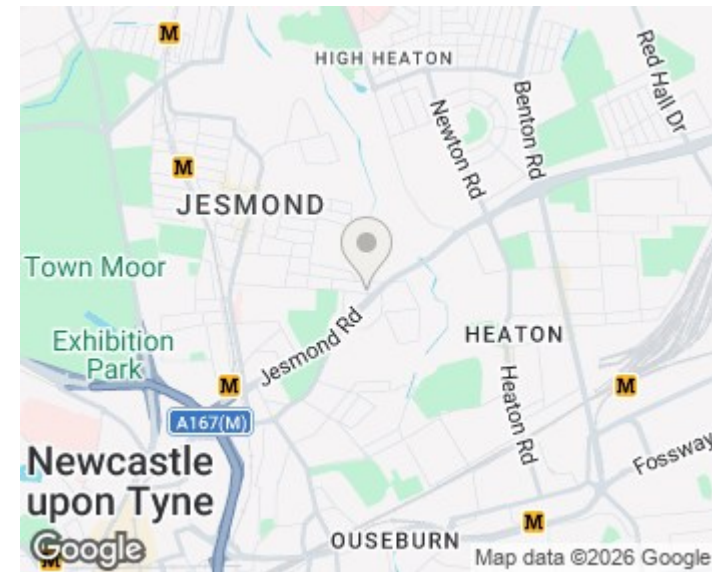 M
HIGH HEATON
Red Hall Dr
Newton Rd
Benton Rd
M
JESMOND
Town Moor
Exhibition
Park
Jesmond Rd
HEATON
M
A167(M)
Heaton Rd
M
Newcastle
upon Tyne
Fossway
M
OUSEBURN
M
Google
Map data ©2026 Google